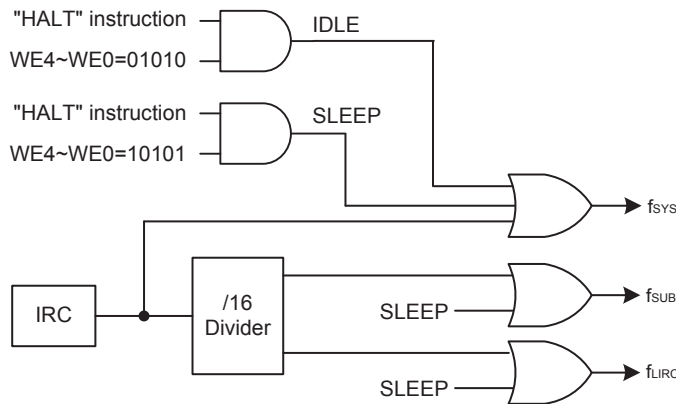 "HALT" instruction
IDLE
WE4~WE0=01010
"HALT" instruction
SLEEP
WE4~WE0=10101
fSYS
/16
Divider
IRC
SLEEP
fSUB
SLEEP
fLIRC